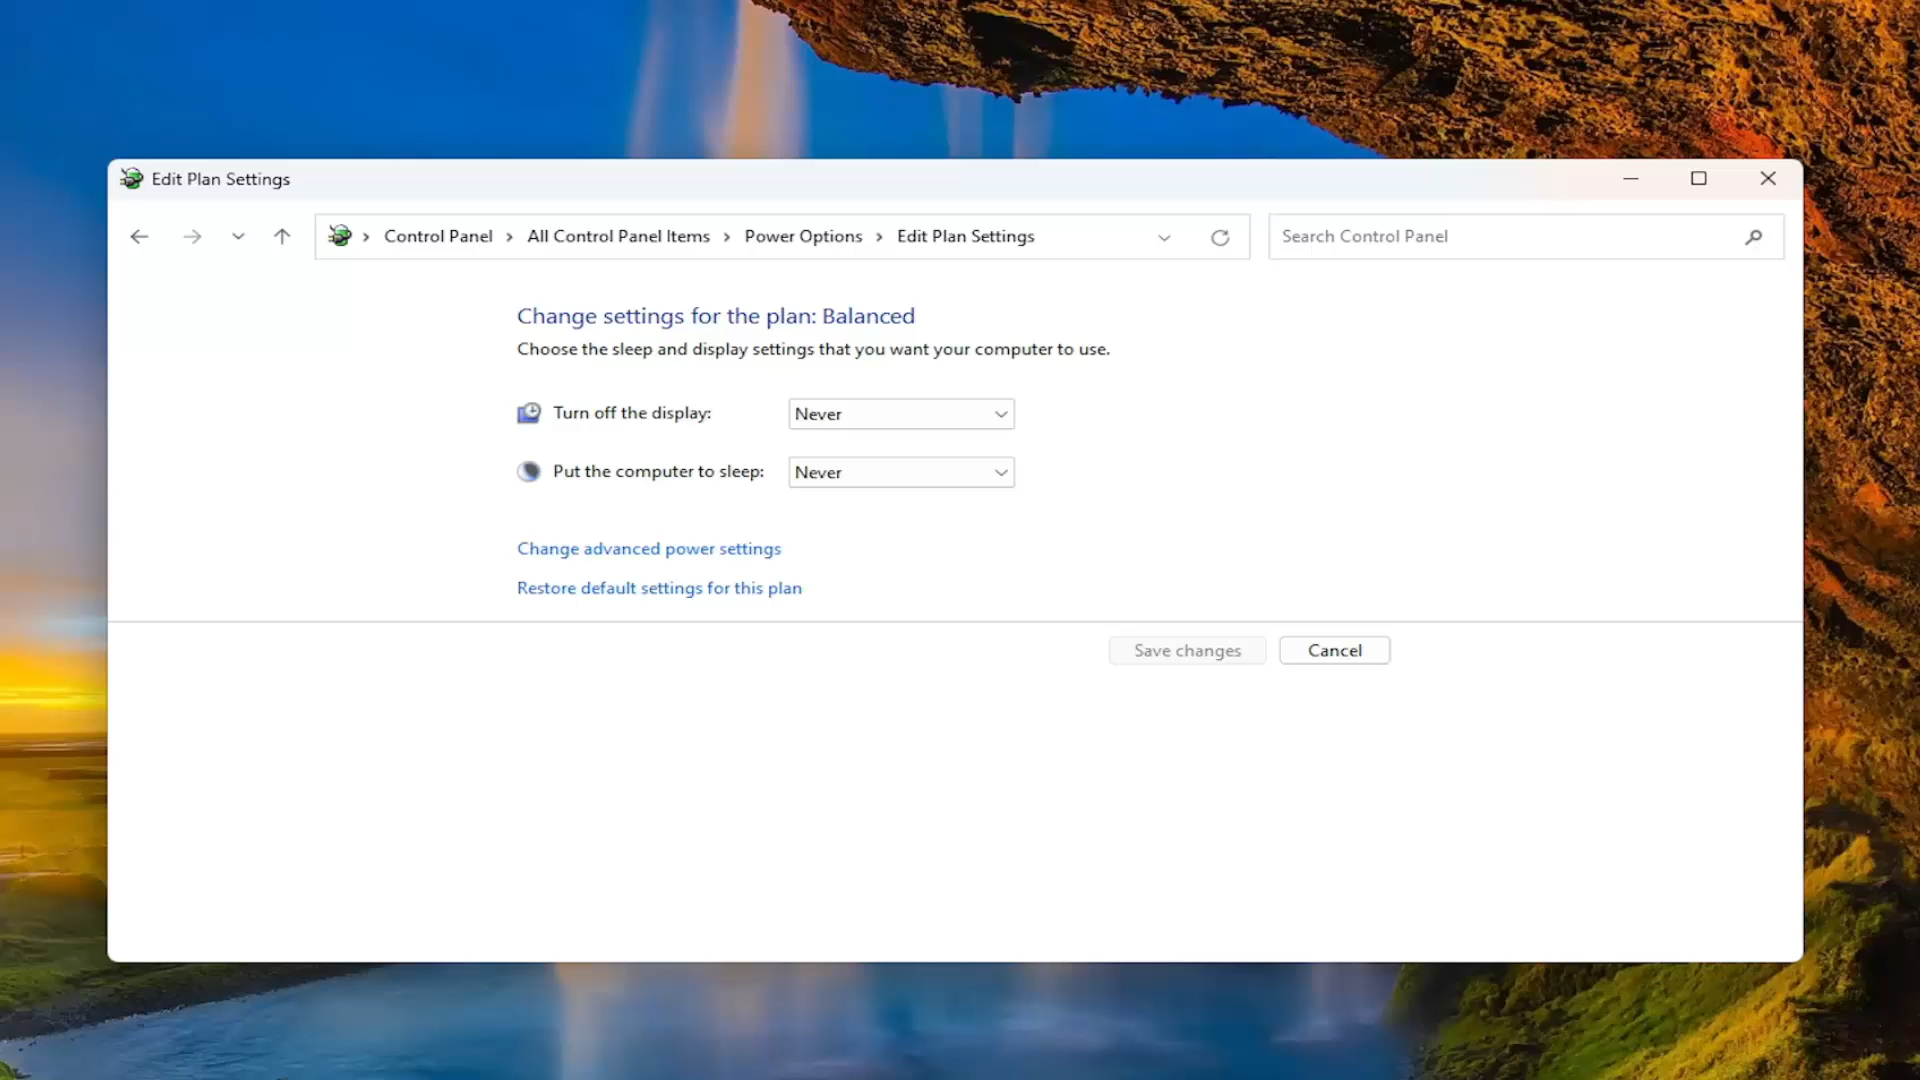 Edit Plan Settings
Control Panel > All Control Panel Items > Power Options > Edit Plan Settings
Search Control Panel
Change settings for the plan: Balanced
Choose the sleep and display settings that you want your computer to use.
Turn off the display: Never
Put the computer to sleep: Never
Change advanced power settings
Restore default settings for this plan
Save changes Cancel